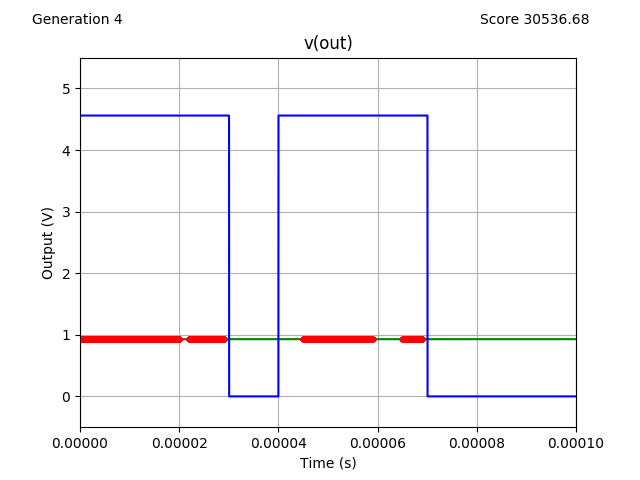 Generation 4
Score 30536.68
v(out)
Output (V)
5
4
3
2
1
0
0.00000
0.00002
0.00004
0.00006
0.00008
0.00010
Time (s)